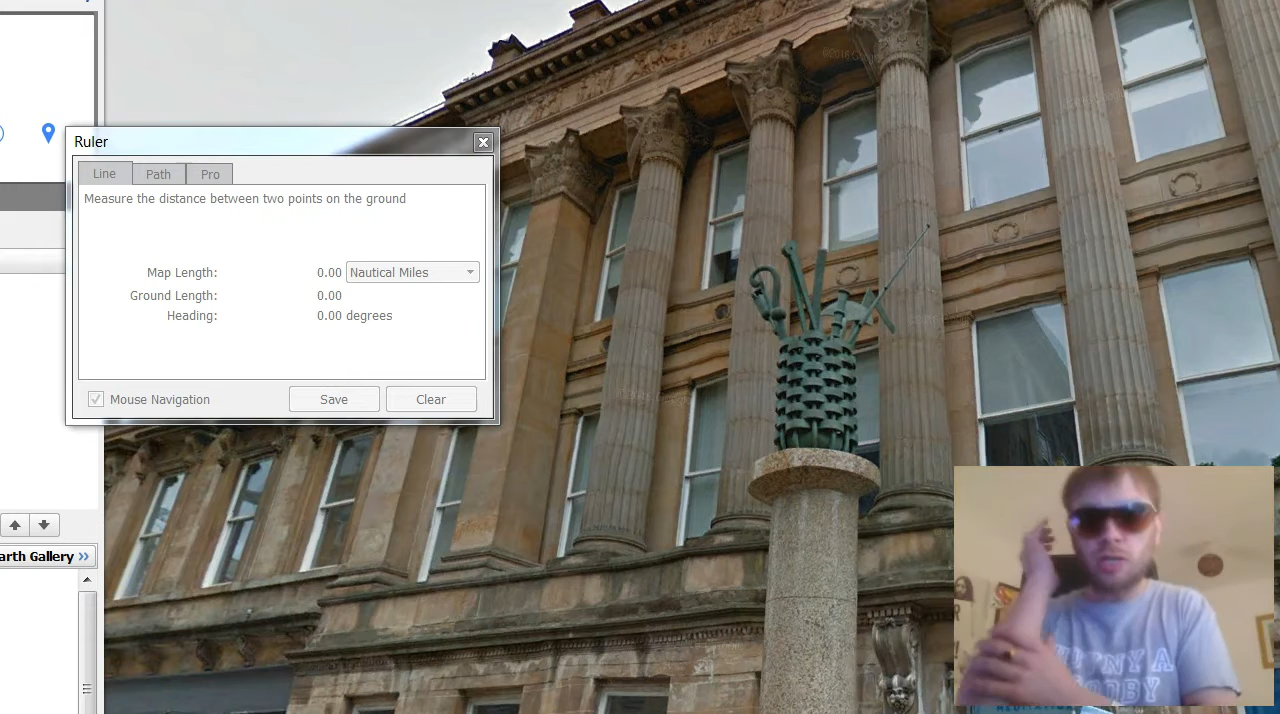 Ruler
Line
Path
Pro
Measure the distance between two points on the ground
Map Length:
0.00
Nautical Miles
Ground Length:
0.00
Heading:
0.00 degrees
Mouse Navigation
Save
Clear
arth Gallery »